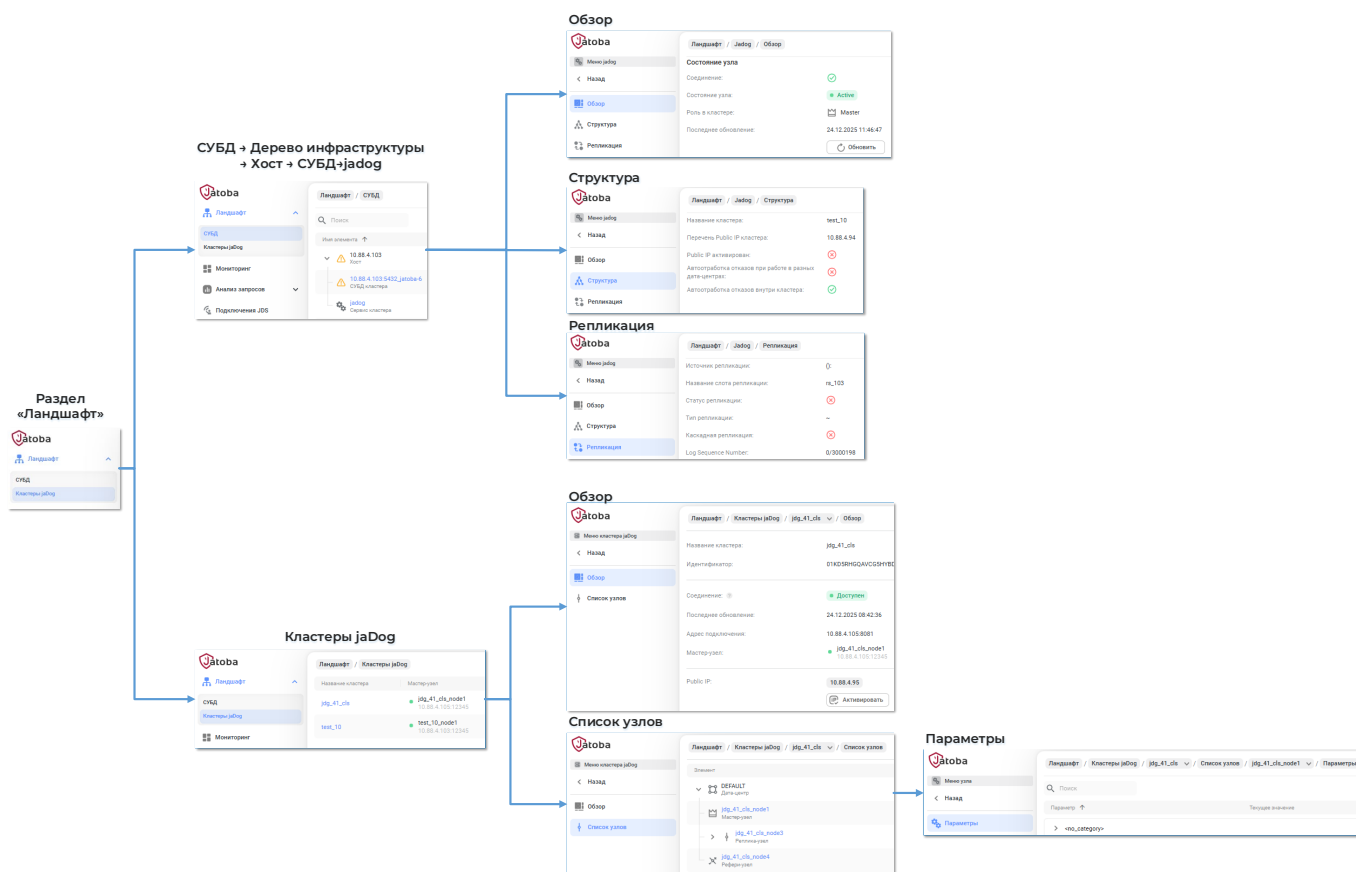 Раздел
«Ландшафт»
Jatoba
Ландшафт
СУБД
Кластеры jaDog
СУБД → Дерево инфраструктуры
→ Хост → СУБД→jadog
Jatoba
Ландшафт
СУБД
Кластеры jaDog
Мониторинг
Анализ запросов
Подключения JDS
Ландшафт / СУБД
Поиск
Имя элемента ↑
10.88.4.103
Хост
10.88.4.103:5432_jatoba-6
СУБД кластера
jadog
Сервис кластера
Обзор
Jatoba
Меню jadog
Назад
Обзор
Структура
Репликация
Ландшафт / Jadog / Обзор
Состояние узла
Соединение:
Состояние узла: Active
Роль в кластере: Master
Последнее обновление: 24.12.2025 11:46:47
Обновить
Структура
Jatoba
Меню jadog
Назад
Обзор
Структура
Репликация
Ландшафт / Jadog / Структура
Название кластера: test_10
Перечень Public IP кластера: 10.88.4.94
Public IP активирован:
Автоотработка отказов при работе в разных
дата-центрах:
Автоотработка отказов внутри кластера:
Репликация
Jatoba
Меню jadog
Назад
Обзор
Структура
Репликация
Ландшафт / Jadog / Репликация
Источник репликации: ():
Название слота репликации: rs_103
Статус репликации:
Тип репликации: –
Каскадная репликация:
Log Sequence Number: 0/3000198
Кластеры jaDog
Jatoba
Ландшафт
СУБД
Кластеры jaDog
Мониторинг
Ландшафт / Кластеры jaDog
Название кластера Мастер-узел
jdg_41_cls jdg_41_cls_node1
10.88.4.105:12345
test_10 test_10_node1
10.88.4.103:12345
Обзор
Jatoba
Меню кластера jaDog
Назад
Обзор
Список узлов
Ландшафт / Кластеры jaDog / jdg_41_cls / Обзор
Название кластера: jdg_41_cls
Идентификатор: 01KD5RHGQAVCG5HYBD
Соединение: Доступен
Последнее обновление: 24.12.2025 08:42:36
Адрес подключения: 10.88.4.105:8081
Мастер-узел: jdg_41_cls_node1
10.88.4.105:12345
Public IP: 10.88.4.95
Активировать
Список узлов
Jatoba
Меню кластера jaDog
Назад
Обзор
Список узлов
Ландшафт / Кластеры jaDog / jdg_41_cls / Список узлов
Элемент
DEFAULT
Дата-центр
jdg_41_cls_node1
Мастер-узел
jdg_41_cls_node3
Реплика-узел
jdg_41_cls_node4
Рефери-узел
Параметры
Jatoba
Меню узла
Назад
Параметры
Ландшафт / Кластеры jaDog / jdg_41_cls / Список узлов / jdg_41_cls_node1 / Параметры
Поиск
Параметр ↑ Текущее значение
<no_category>